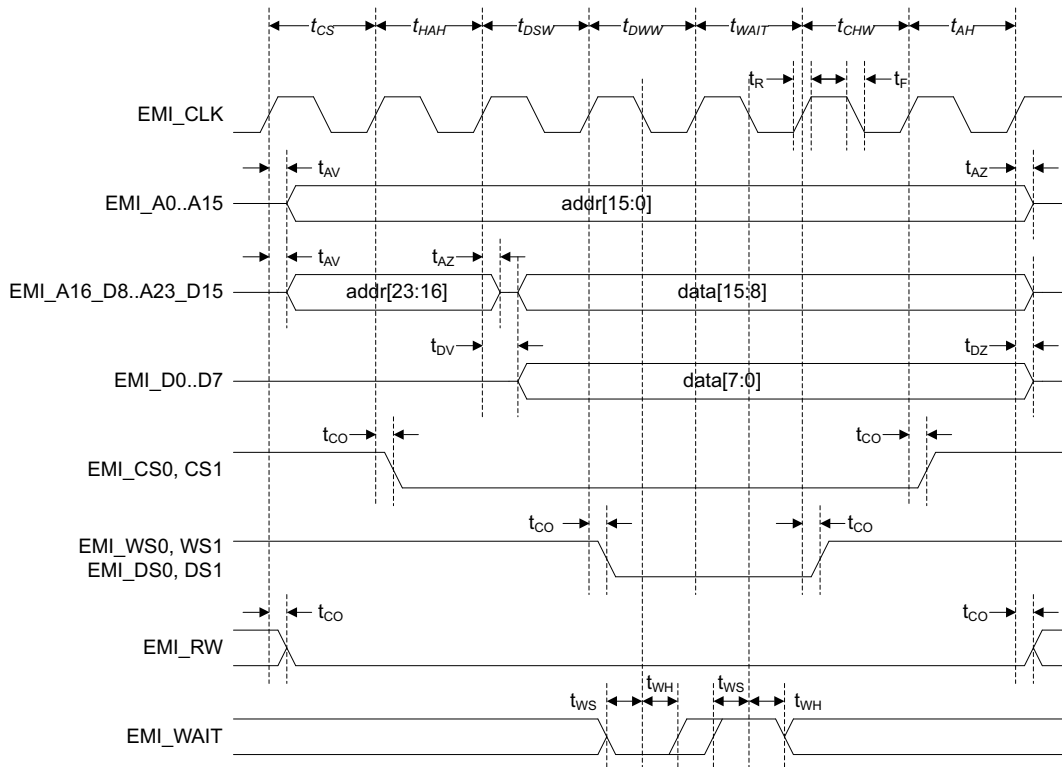 tCS tHAH tDSW tDWW tWAIT tCHW tAH
tR tF
EMI_CLK
tAV tAZ
EMI_A0..A15 addr[15:0]
tAV tAZ
EMI_A16_D8..A23_D15 addr[23:16] data[15:8]
tDV tDZ
EMI_D0..D7 data[7:0]
tCO tCO
EMI_CS0, CS1
tCO tCO
EMI_WS0, WS1
EMI_DS0, DS1
tCO tCO
EMI_RW
tWS tWH tWS tWH
EMI_WAIT